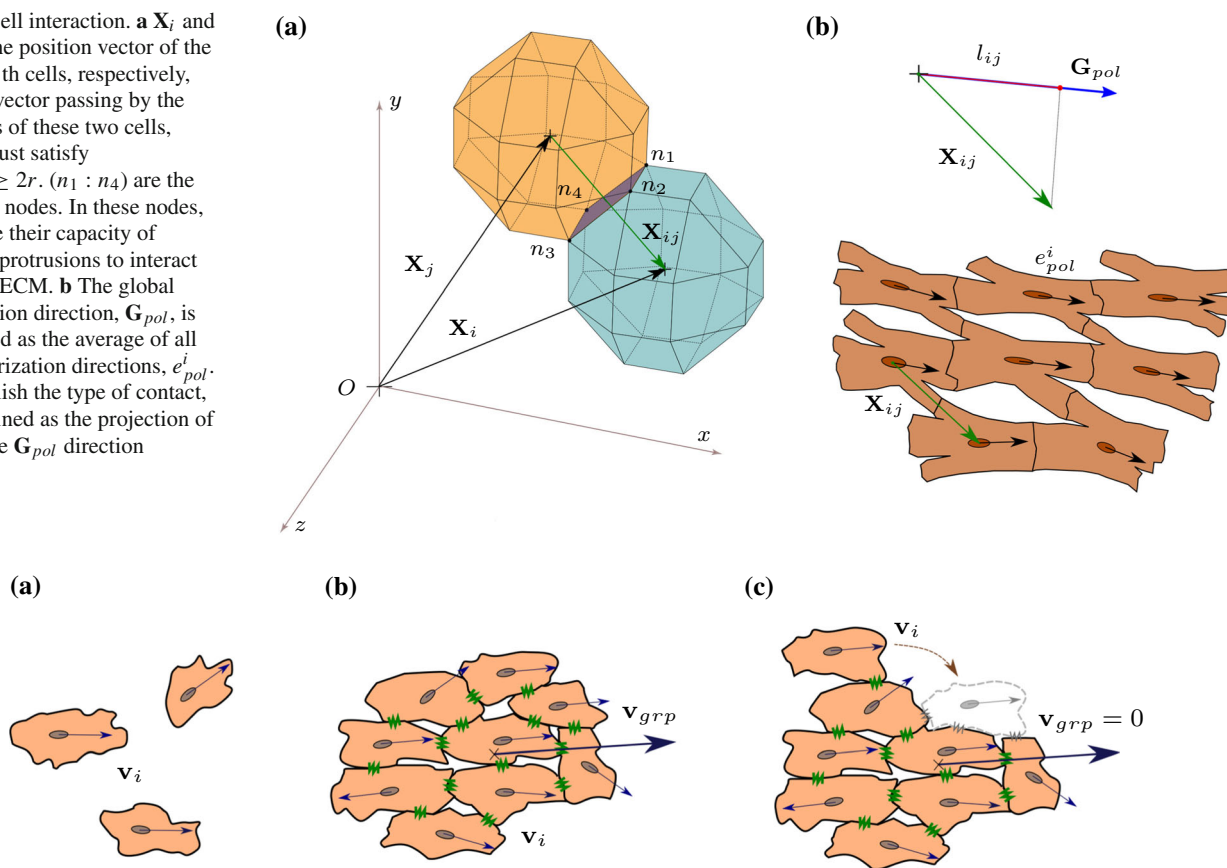 ell interaction. a X_i and
ne position vector of the
th cells, respectively,
vector passing by the
s of these two cells,
ust satisfy
≥ 2r. (n_1 : n_4) are the
nodes. In these nodes,
e their capacity of
protrusions to interact
ECM. b The global
ion direction, G_pol, is
d as the average of all
rization directions, e^i_pol.
lish the type of contact,
ined as the projection of
e G_pol direction
(a)
y
n_1
n_2
n_4
n_3
X_ij
X_j
X_i
O
x
z
(b)
l_ij
G_pol
X_ij
e^i_pol
X_ij
(a)
v_i
(b)
v_grp
v_i
(c)
v_i
v_grp = 0